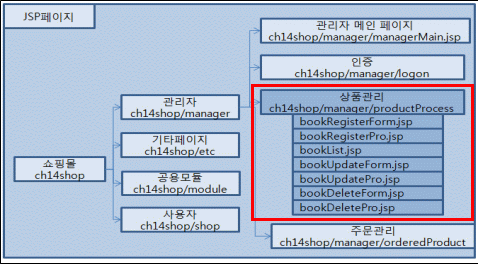 JSP페이지
관리자 메인 페이지
ch14shop/manager/managerMain.jsp
인증
ch14shop/manager/logon
상품관리
ch14shop/manager/productProcess
bookRegisterForm.jsp
bookRegisterPro.jsp
bookList.jsp
bookUpdateForm.jsp
bookUpdatePro.jsp
bookDeleteForm.jsp
bookDeletePro.jsp
주문관리
ch14shop/manager/orderedProduct
관리자
ch14shop/manager
기타페이지
ch14shop/etc
공용모듈
ch14shop/module
사용자
ch14shop/shop
쇼핑몰
ch14shop